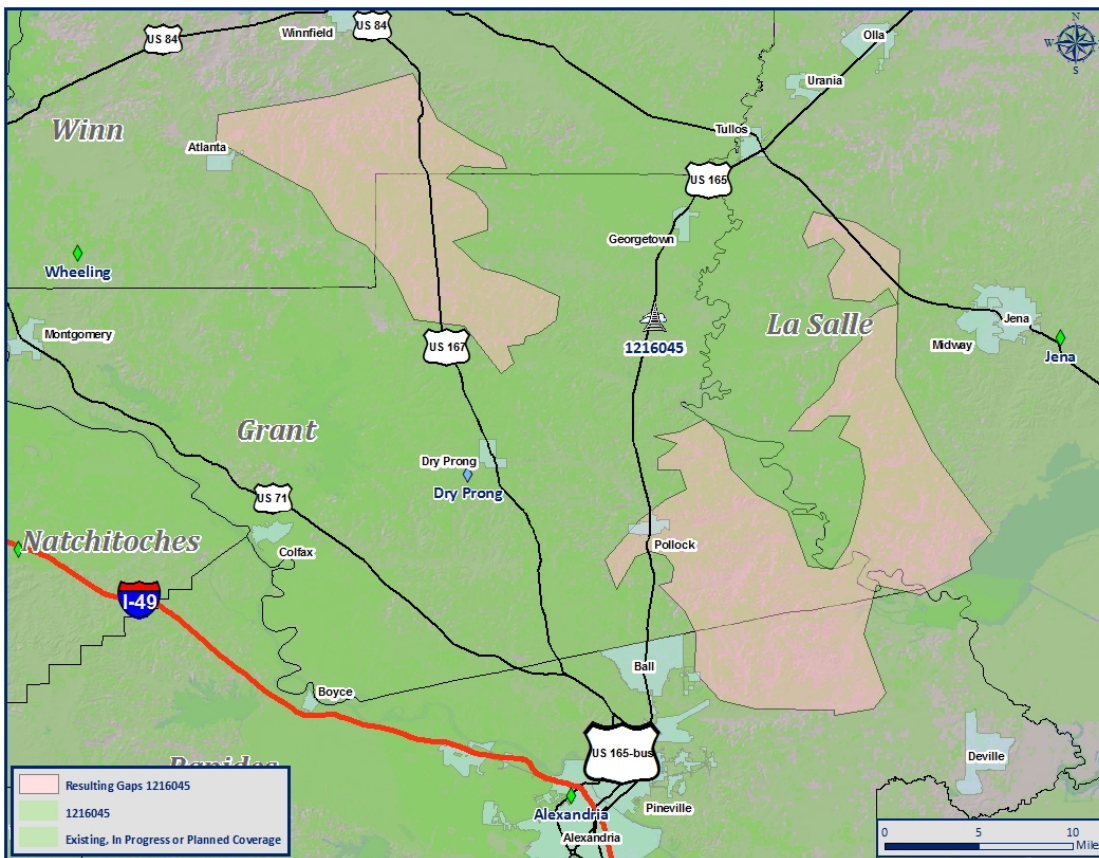 US 84
Winnfield
US 84
Olla
N
W
E
S
Urania
Winn
Tullos
Atlanta
US 165
Georgetown
Wheeling
Montgomery
1216045
La Salle
Jena
Midway
Jena
US 167
Grant
Dry Prong
Dry Prong
US 71
Natchitoches
Colfax
Pollock
I-49
Ball
Boyce
US 165-bus
Deville
Rapides
Pineville
Alexandria
Alexandria
Resulting Gaps 1216045
1216045
Existing, In Progress or Planned Coverage
0 5 10
Mile